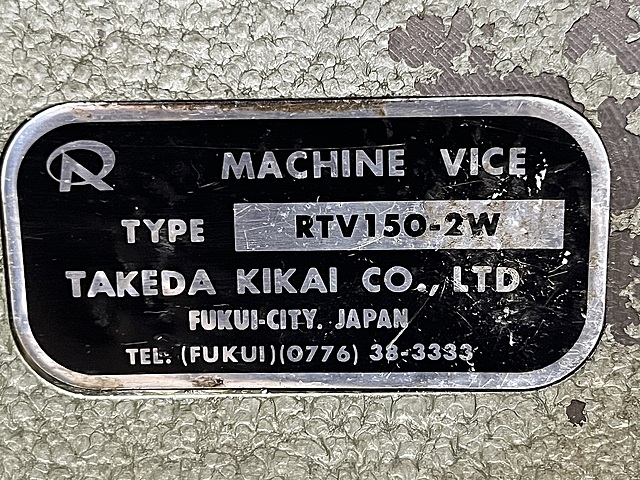 MACHINE VICE
TYPE RTV150-2W
TAKEDA KIKAI CO., LTD
FUKUI-CITY. JAPAN
TEL: (FUKUI)(0776) 38-3333